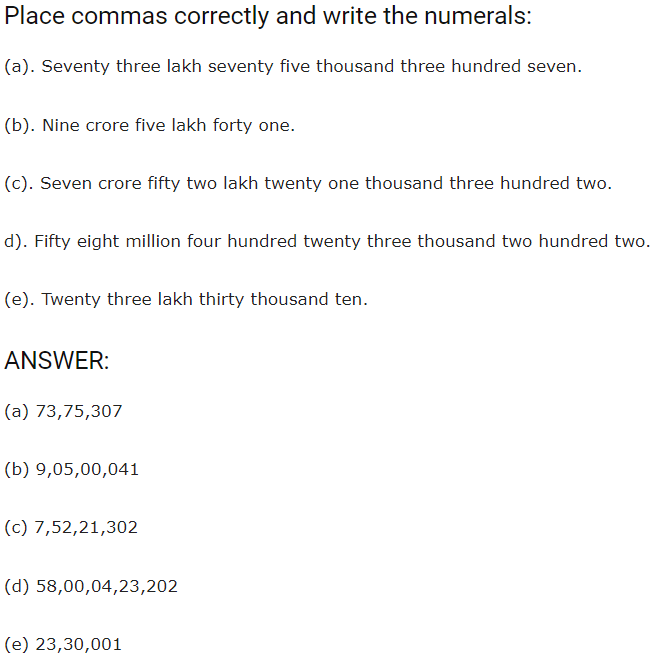 Place commas correctly and write the numerals:
(a). Seventy three lakh seventy five thousand three hundred seven.
(b). Nine crore five lakh forty one.
(c). Seven crore fifty two lakh twenty one thousand three hundred two.
d). Fifty eight million four hundred twenty three thousand two hundred two.
(e). Twenty three lakh thirty thousand ten.
ANSWER:
(a) 73,75,307
(b) 9,05,00,041
(c) 7,52,21,302
(d) 58,00,04,23,202
(e) 23,30,001